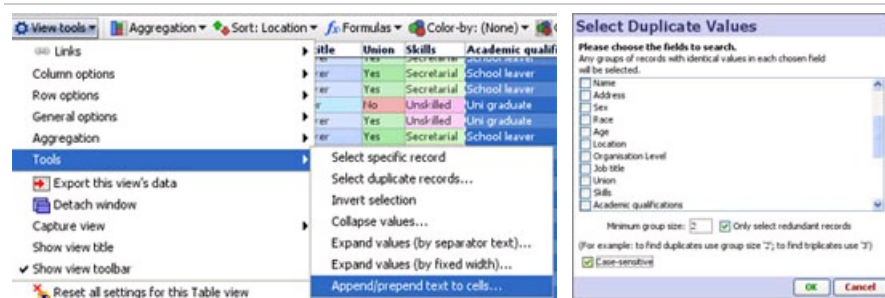 View tools Aggregation Sort: Location fx Formulas Color-by: (None)
Links
Column options
Row options
General options
Aggregation
Tools
Export this view's data
Detach window
Capture view
Show view title
Show view toolbar
Reset all settings for this Table view
title Union Skills Academic qualifi
Yes Secretarial School leaver
Yes Secretarial School leaver
No Unskilled Uni graduate
Yes Unskilled Uni graduate
Yes Secretarial School leaver
Select specific record
Select duplicate records...
Invert selection
Collapse values...
Expand values (by separator text)...
Expand values (by fixed width)...
Append/prepend text to cells...
Select Duplicate Values
Please choose the fields to search.
Any groups of records with identical values in each chosen field
will be selected.
Name
Address
Sex
Race
Age
Location
Organisation Level
Job title
Union
Skills
Academic qualifications
Minimum group size: 2 Only select redundant records
(For example: to find duplicates use group size '2'; to find triplicates use '3')
Case-sensitive
OK Cancel